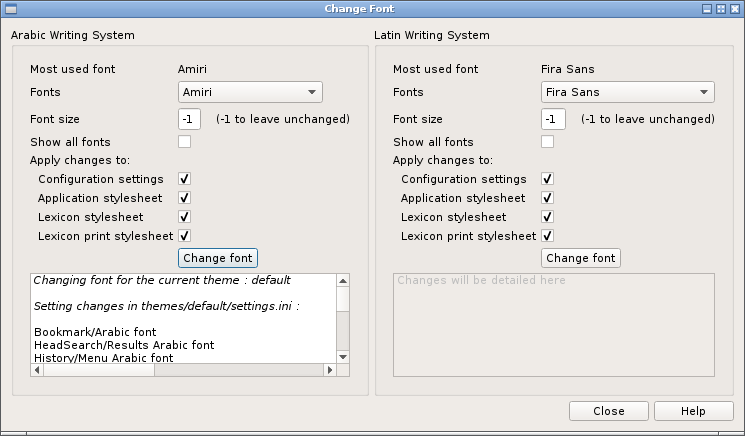 Change Font
Arabic Writing System
Most used font Amiri
Fonts Amiri
Font size -1 (-1 to leave unchanged)
Show all fonts
Apply changes to:
Configuration settings
Application stylesheet
Lexicon stylesheet
Lexicon print stylesheet
Change font
Changing font for the current theme : default
Setting changes in themes/default/settings.ini :
Bookmark/Arabic font
HeadSearch/Results Arabic font
History/Menu Arabic font
Latin Writing System
Most used font Fira Sans
Fonts Fira Sans
Font size -1 (-1 to leave unchanged)
Show all fonts
Apply changes to:
Configuration settings
Application stylesheet
Lexicon stylesheet
Lexicon print stylesheet
Change font
Changes will be detailed here
Close Help